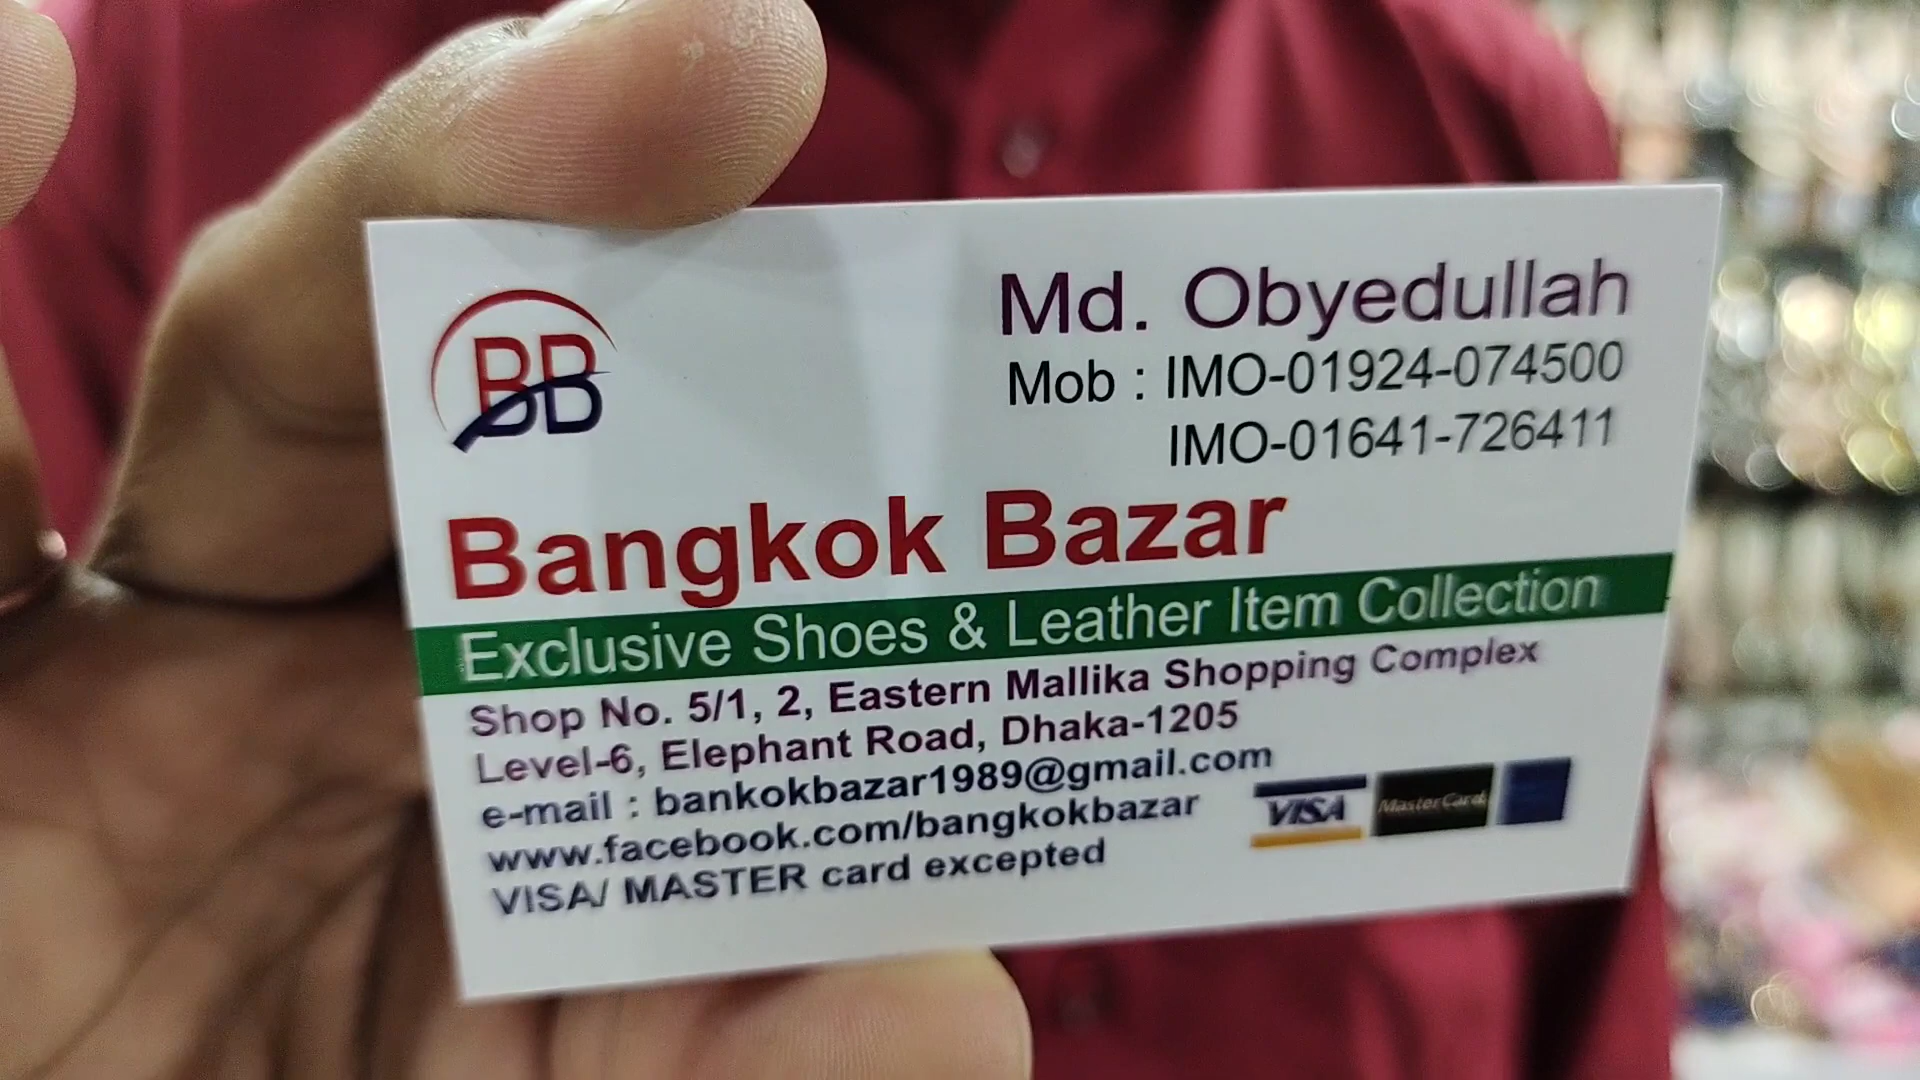 BB
Md. Obyedullah
Mob : IMO-01924-074500
IMO-01641-726411
Bangkok Bazar
Exclusive Shoes & Leather Item Collection
Shop No. 5/1, 2, Eastern Mallika Shopping Complex
Level-6, Elephant Road, Dhaka-1205
e-mail : bankokbazar1989@gmail.com
www.facebook.com/bangkokbazar
VISA/ MASTER card excepted
VISA MasterCard